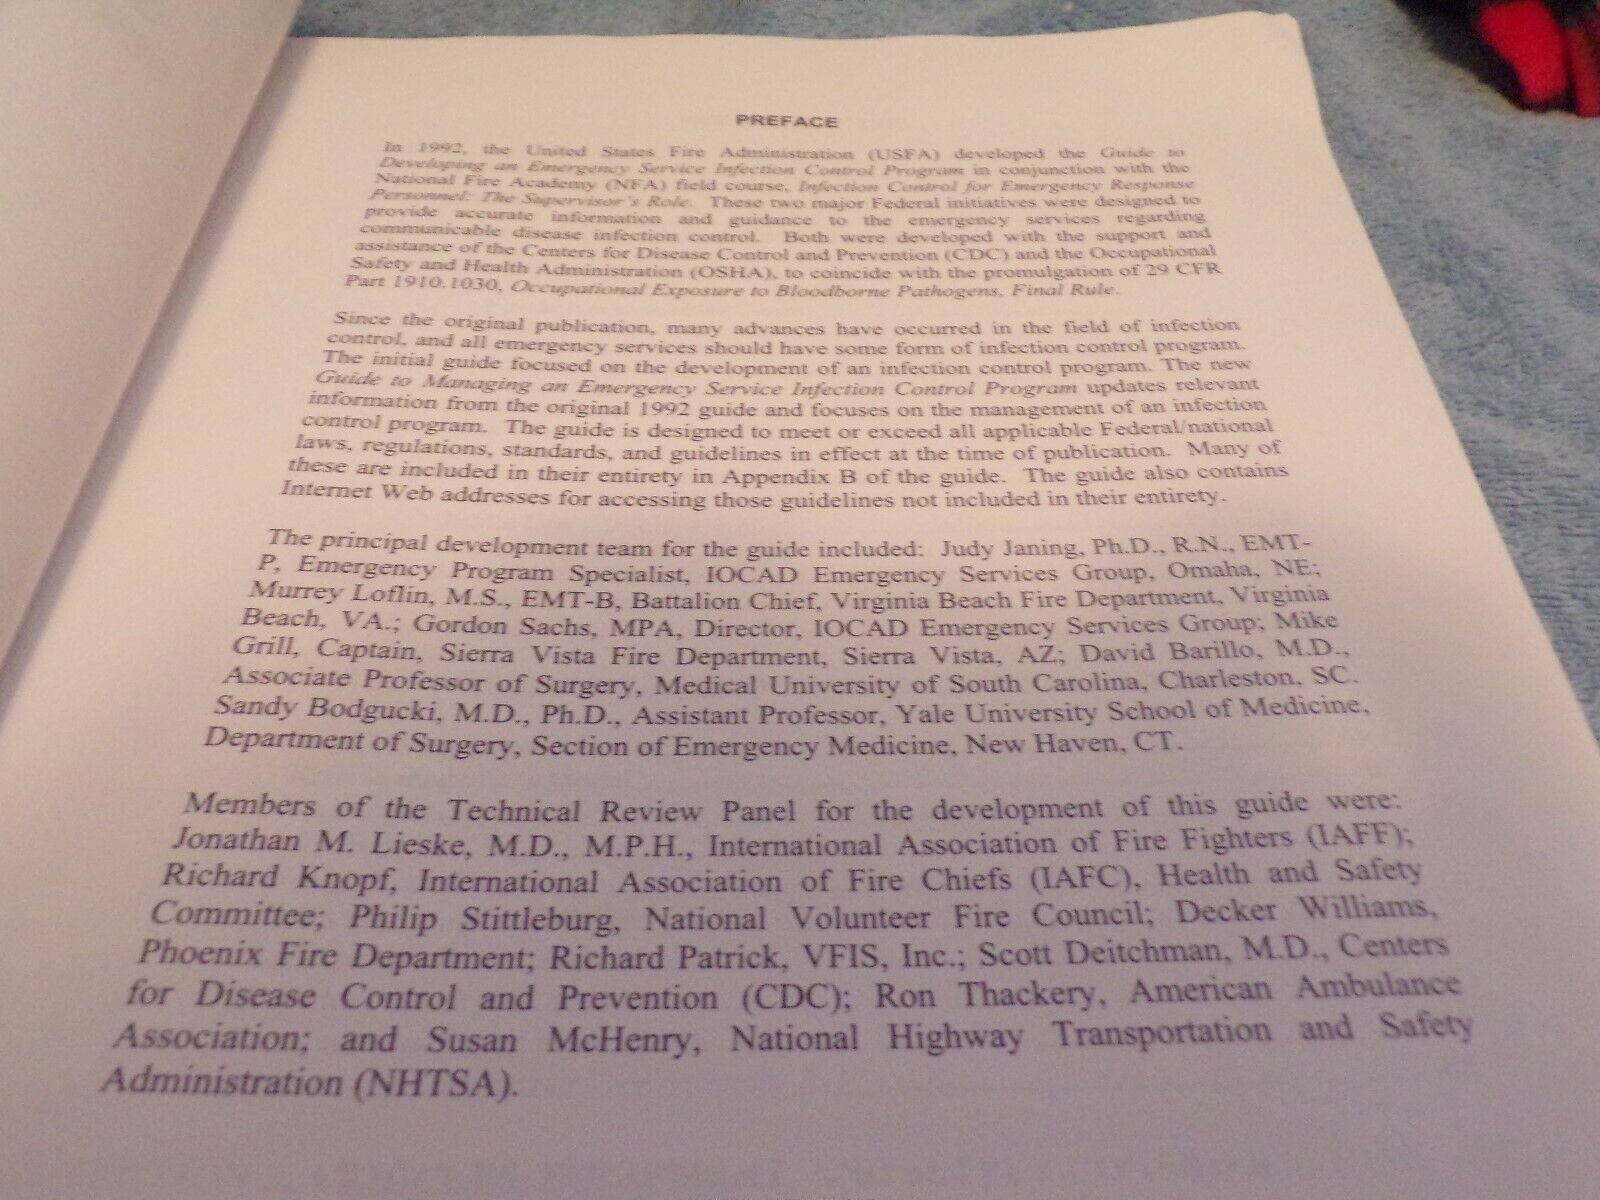 PREFACE
In 1992, the United States Fire Administration (USFA) developed the Guide to
Developing an Emergency Service Infection Control Program in conjunction with the
National Fire Academy (NFA) field course, Infection Control for Emergency Response
Personnel: The Supervisor's Role. These two major Federal initiatives were designed to
provide accurate information and guidance to the emergency services regarding
communicable disease infection control. Both were developed with the support and
assistance of the Centers for Disease Control and Prevention (CDC) and the Occupational
Safety and Health Administration (OSHA), to coincide with the promulgation of 29 CFR
Part 1910.1030, Occupational Exposure to Bloodborne Pathogens, Final Rule.
Since the original publication, many advances have occurred in the field of infection
control, and all emergency services should have some form of infection control program.
The initial guide focused on the development of an infection control program. The new
Guide to Managing an Emergency Service Infection Control Program updates relevant
information from the original 1992 guide and focuses on the management of an infection
control program. The guide is designed to meet or exceed all applicable Federal/national
laws, regulations, standards, and guidelines in effect at the time of publication. Many of
these are included in their entirety in Appendix B of the guide. The guide also contains
Internet Web addresses for accessing those guidelines not included in their entirety.
The principal development team for the guide included: Judy Janing, Ph.D., R.N., EMT-
P, Emergency Program Specialist, IOCAD Emergency Services Group, Omaha, NE;
Murrey Loflin, M.S., EMT-B, Battalion Chief, Virginia Beach Fire Department, Virginia
Beach, VA.; Gordon Sachs, MPA, Director, IOCAD Emergency Services Group; Mike
Grill, Captain, Sierra Vista Fire Department, Sierra Vista, AZ; David Barillo, M.D.,
Associate Professor of Surgery, Medical University of South Carolina, Charleston, SC.
Sandy Bodgucki, M.D., Ph.D., Assistant Professor, Yale University School of Medicine,
Department of Surgery, Section of Emergency Medicine, New Haven, CT.
Members of the Technical Review Panel for the development of this guide were:
Jonathan M. Lieske, M.D., M.P.H., International Association of Fire Fighters (IAFF);
Richard Knopf, International Association of Fire Chiefs (IAFC), Health and Safety
Committee; Philip Stittleburg, National Volunteer Fire Council; Decker Williams,
Phoenix Fire Department; Richard Patrick, VFIS, Inc.; Scott Deitchman, M.D., Centers
for Disease Control and Prevention (CDC); Ron Thackery, American Ambulance
Association; and Susan McHenry, National Highway Transportation and Safety
Administration (NHTSA).